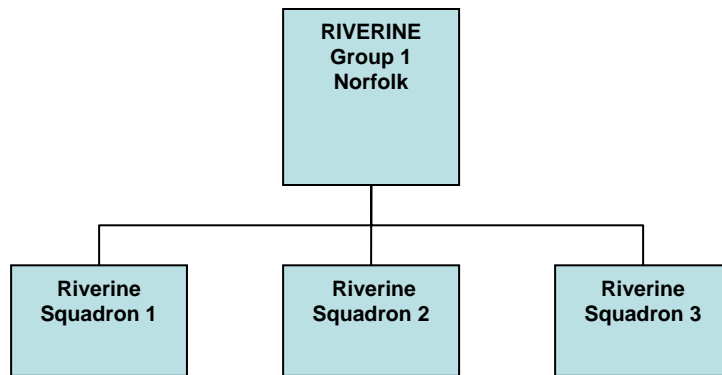 RIVERINE
Group 1
Norfolk
Riverine
Squadron 1
Riverine
Squadron 2
Riverine
Squadron 3